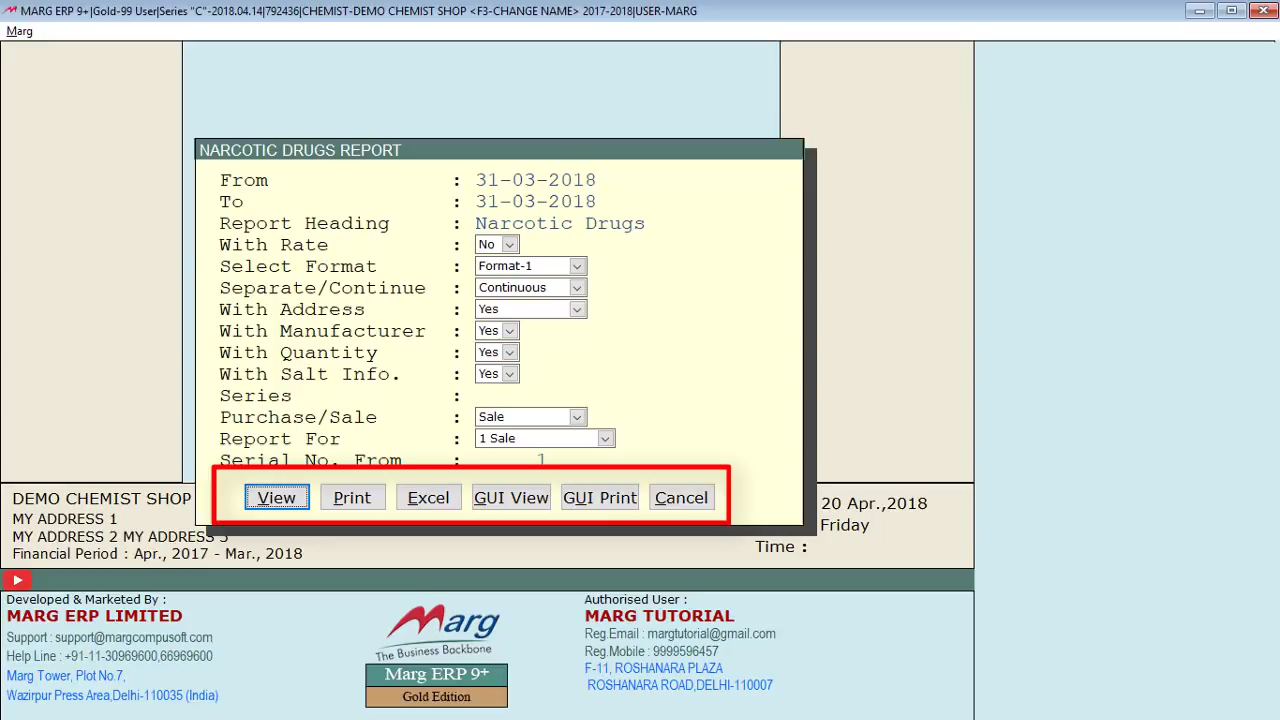 MARG ERP 9+|Gold-99 User|Series "C"-2018.04.14|792436|CHEMIST-DEMO CHEMIST SHOP <F3-CHANGE NAME> 2017-2018|USER-MARG
Marg
NARCOTIC DRUGS REPORT
From : 31-03-2018
To : 31-03-2018
Report Heading : Narcotic Drugs
With Rate : No
Select Format : Format-1
Separate/Continue : Continuous
With Address : Yes
With Manufacturer : Yes
With Quantity : Yes
With Salt Info. : Yes
Series :
Purchase/Sale : Sale
Report For : 1 Sale
Serial No. From : 1
View Print Excel GUI View GUI Print Cancel
DEMO CHEMIST SHOP
MY ADDRESS 1
MY ADDRESS 2 MY ADDRESS 3
Financial Period : Apr., 2017 - Mar., 2018
20 Apr.,2018
Friday
Time :
Developed & Marketed By :
MARG ERP LIMITED
Support : support@margcompusoft.com
Help Line : +91-11-30969600,66969600
Marg Tower, Plot No.7,
Wazirpur Press Area,Delhi-110035 (India)
Marg
The Business Backbone
Marg ERP 9+
Gold Edition
Authorised User :
MARG TUTORIAL
Reg.Email : margtutorial@gmail.com
Reg.Mobile : 9999596457
F-11, ROSHANARA PLAZA
ROSHANARA ROAD,DELHI-110007